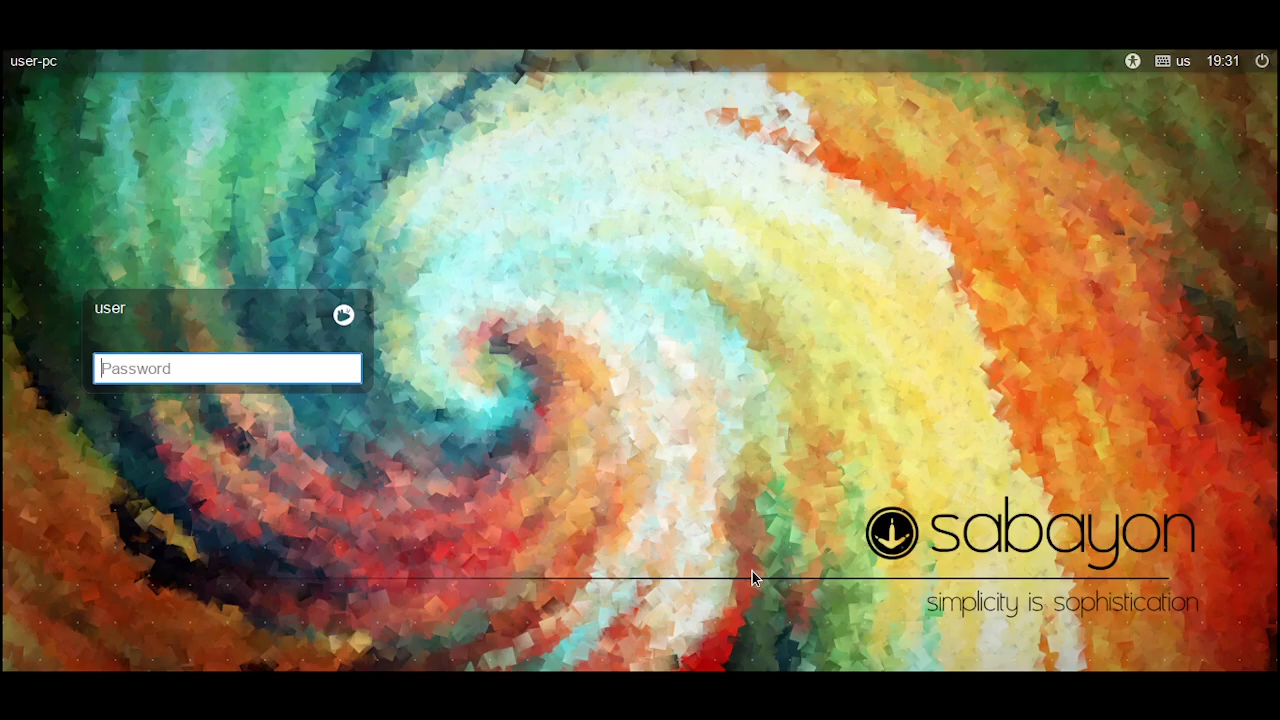 user-pc
us 19:31
user
Password
sabayon
simplicity is sophistication